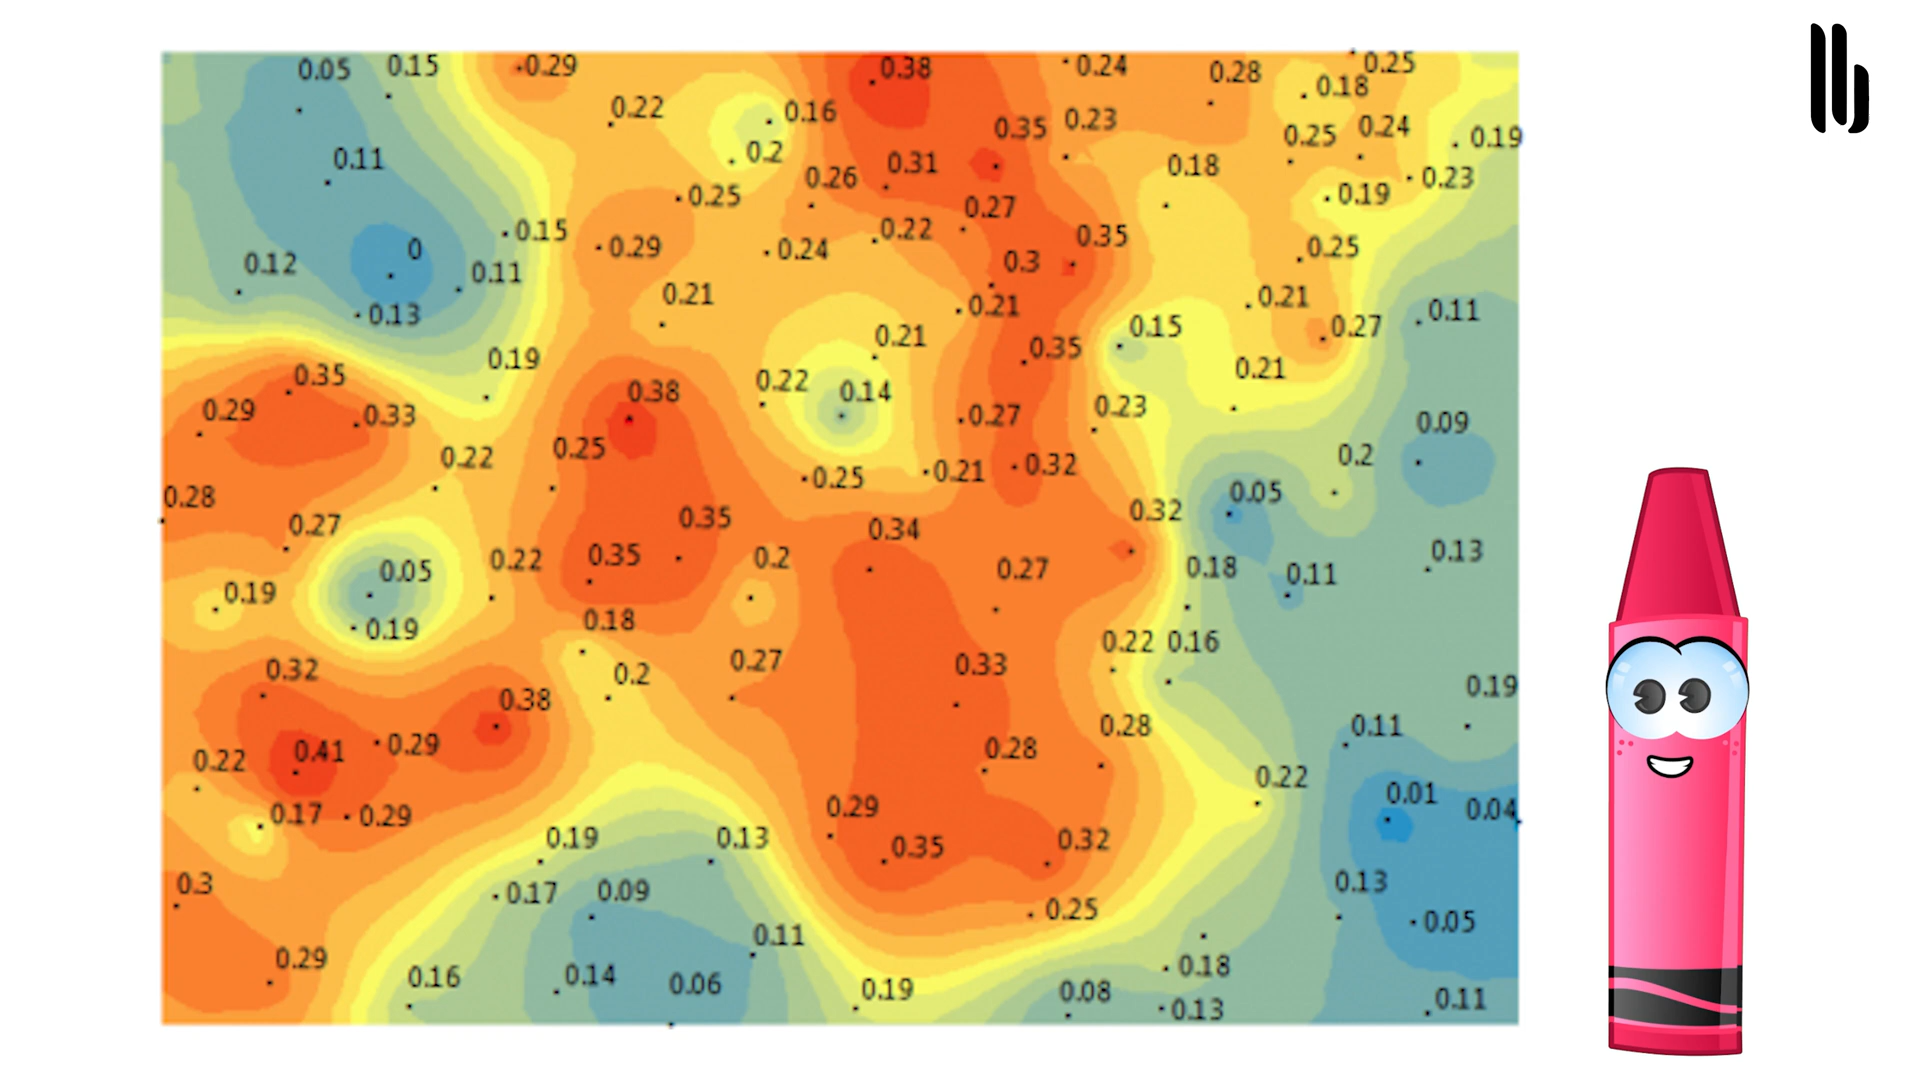 0.05 0.15 0.29 0.38 0.24 0.28 0.25
0.18
0.22 0.16 0.35 0.23 0.25 0.24 0.19
0.11 0.2 0.26 0.31 0.18 0.23
0.25 0.27 0.19
0.15 0.29 0.24 0.22 0.35 0.25
0.12 0 0.11 0.3
0.13 0.21 0.21 0.21 0.11
0.19 0.21 0.35 0.15 0.27
0.35 0.38 0.22 0.14 0.21
0.29 0.33 0.27 0.23 0.09
0.22 0.25 0.25 0.21 0.32 0.2
0.28 0.05
0.27 0.35 0.34 0.32
0.05 0.22 0.35 0.2 0.27 0.18 0.11 0.13
0.19 0.19 0.18
0.32 0.2 0.27 0.33 0.22 0.16
0.38 0.19
0.22 0.41 0.29 0.28 0.28 0.11
0.17 0.29 0.29 0.22 0.01 0.04
0.19 0.13 0.35 0.32
0.3 0.17 0.09 0.25 0.13 0.05
0.29 0.11
0.16 0.14 0.06 0.19 0.08 0.18
0.13 0.11